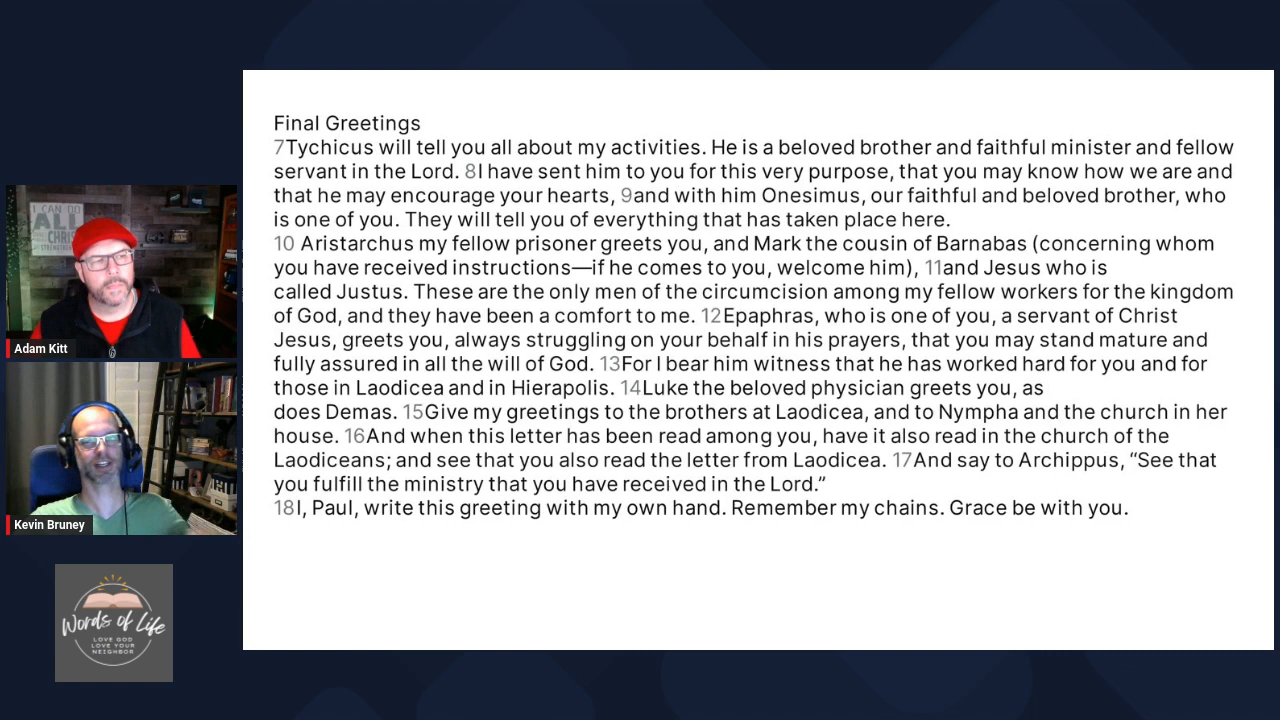 Final Greetings
7Tychicus will tell you all about my activities. He is a beloved brother and faithful minister and fellow
servant in the Lord. 8I have sent him to you for this very purpose, that you may know how we are and
that he may encourage your hearts, 9and with him Onesimus, our faithful and beloved brother, who
is one of you. They will tell you of everything that has taken place here.
10 Aristarchus my fellow prisoner greets you, and Mark the cousin of Barnabas (concerning whom
you have received instructions—if he comes to you, welcome him), 11and Jesus who is
called Justus. These are the only men of the circumcision among my fellow workers for the kingdom
of God, and they have been a comfort to me. 12Epaphras, who is one of you, a servant of Christ
Jesus, greets you, always struggling on your behalf in his prayers, that you may stand mature and
fully assured in all the will of God. 13For I bear him witness that he has worked hard for you and for
those in Laodicea and in Hierapolis. 14Luke the beloved physician greets you, as
does Demas. 15Give my greetings to the brothers at Laodicea, and to Nympha and the church in her
house. 16And when this letter has been read among you, have it also read in the church of the
Laodiceans; and see that you also read the letter from Laodicea. 17And say to Archippus, “See that
you fulfill the ministry that you have received in the Lord.”
18I, Paul, write this greeting with my own hand. Remember my chains. Grace be with you.
I CAN DO
ALL
CHRIS
STRENGTHE
Adam Kitt
Kevin Bruney
Words of Life
LOVE GOD
LOVE YOUR
NEIGHBOR